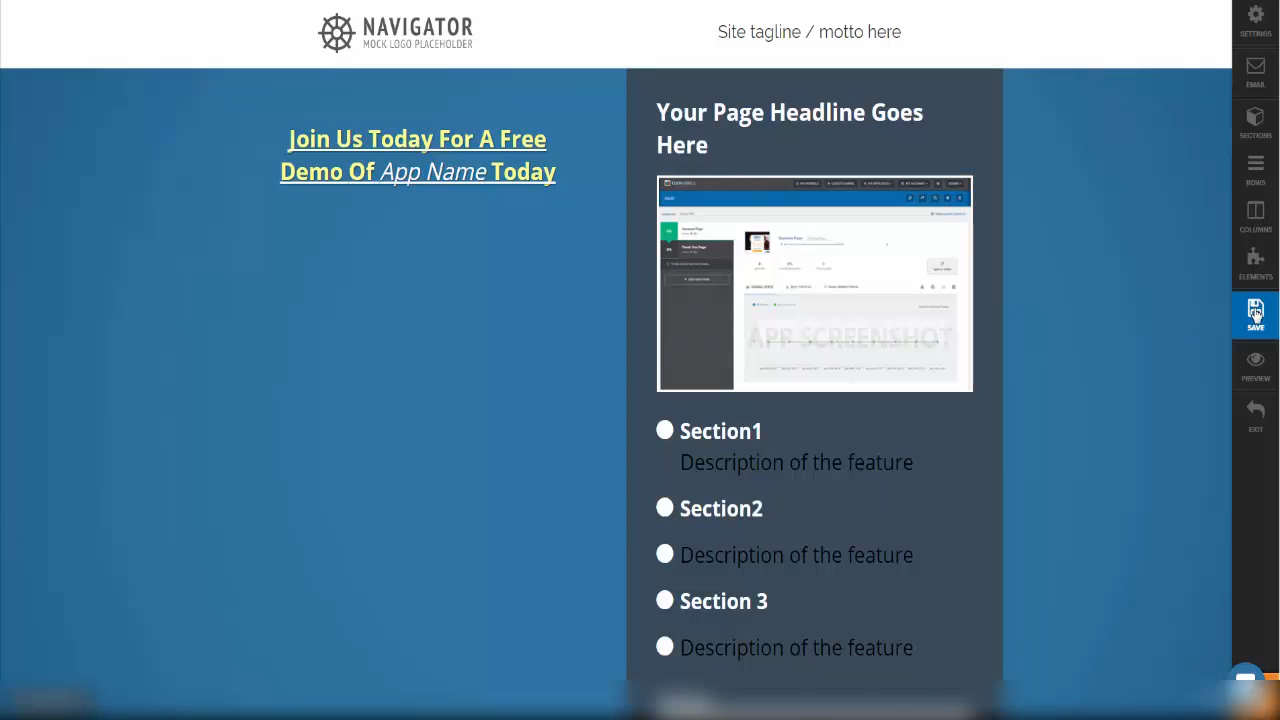 NAVIGATOR
MOCK LOGO PLACEHOLDER
Site tagline / motto here
Join Us Today For A Free
Demo Of App Name Today
Your Page Headline Goes
Here
APP SCREENSHOT
Section1
Description of the feature
Section2
Description of the feature
Section 3
Description of the feature
SETTINGS
EMAIL
SECTIONS
ROWS
COLUMNS
ELEMENTS
SAVE
PREVIEW
EXIT